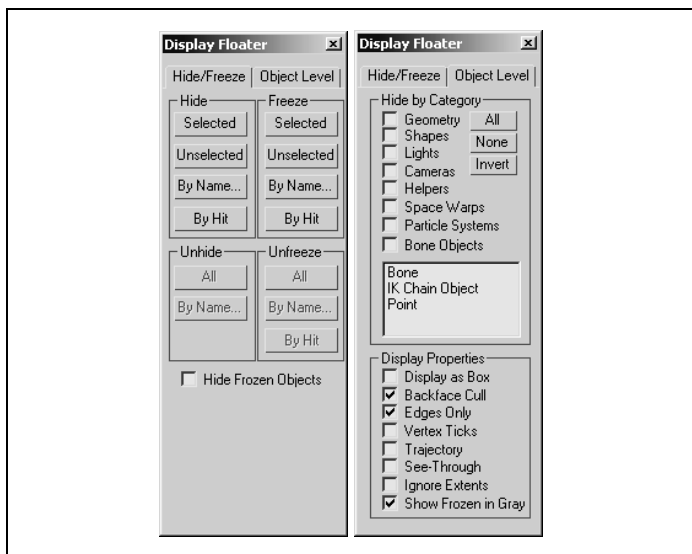 Display Floater
Hide/Freeze Object Level
Hide Freeze
Selected Selected
Unselected Unselected
By Name... By Name...
By Hit By Hit
Unhide Unfreeze
All All
By Name... By Name...
By Hit
Hide Frozen Objects
Display Floater
Hide/Freeze Object Level
Hide by Category
Geometry All
Shapes
None
Lights
Cameras Invert
Helpers
Space Warps
Particle Systems
Bone Objects
Bone
IK Chain Object
Point
Display Properties
Display as Box
Backface Cull
Edges Only
Vertex Ticks
Trajectory
See-Through
Ignore Extents
Show Frozen in Gray